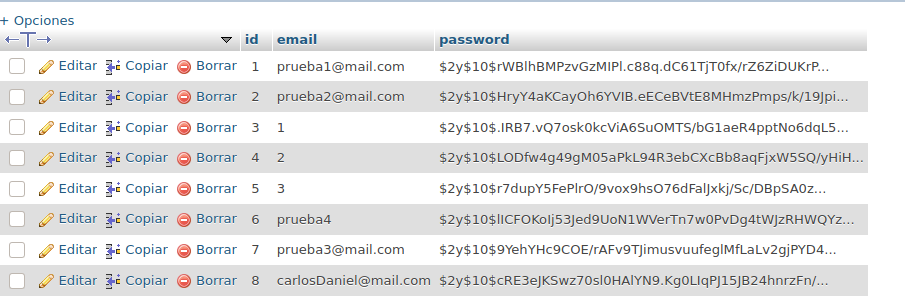 + Opciones
←T→ ▼ id email password
Editar Copiar Borrar 1 prueba1@mail.com $2y$10$rWBlhBMPzvGzMIPl.c88q.dC61TjT0fx/rZ6ZiDUKrP...
Editar Copiar Borrar 2 prueba2@mail.com $2y$10$HryY4aKCayOh6YVIB.eECeBVtE8MHmzPmps/k/19Jpi...
Editar Copiar Borrar 3 1 $2y$10$.IRB7.vQ7osk0kcViA6SuOMTS/bG1aeR4pptNo6dqL5...
Editar Copiar Borrar 4 2 $2y$10$LODfw4g49gM05aPkL94R3ebCXcBb8aqFjxW5SQ/yHiH...
Editar Copiar Borrar 5 3 $2y$10$r7dupY5FePlrO/9vox9hsO76dFalJxkj/Sc/DBpSA0z...
Editar Copiar Borrar 6 prueba4 $2y$10$lICFOKoIj53Jed9UoN1WVerTn7w0PvDg4tWJzRHWQYz...
Editar Copiar Borrar 7 prueba3@mail.com $2y$10$9YehYHc9COE/rAFv9TJimusvuufeglMfLaLv2gjPYD4...
Editar Copiar Borrar 8 carlosDaniel@mail.com $2y$10$cRE3eJKSwz70sl0HAlYN9.Kg0LIqPJ15JB24hnrzFn/...